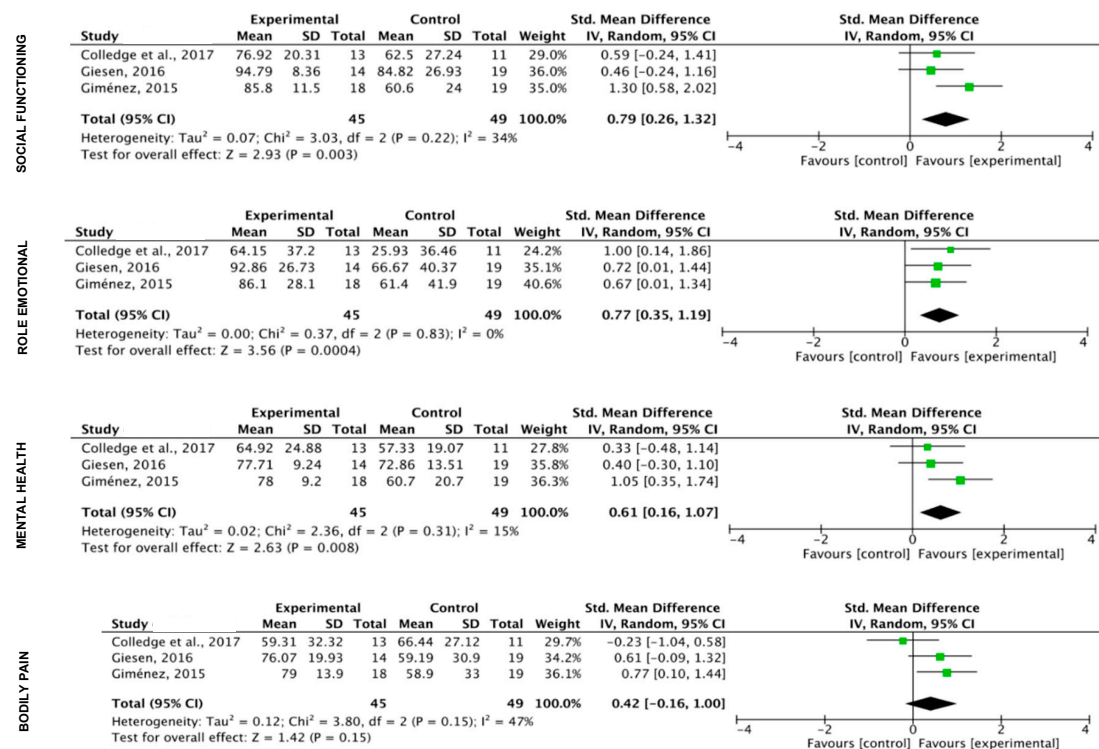 SOCIAL FUNCTIONING
Experimental Control Std. Mean Difference Std. Mean Difference
Study Mean SD Total Mean SD Total Weight IV, Random, 95% CI IV, Random, 95% CI
Colledge et al., 2017 76.92 20.31 13 62.5 27.24 11 29.0% 0.59 [−0.24, 1.41]
Giesen, 2016 94.79 8.36 14 84.82 26.93 19 36.0% 0.46 [−0.24, 1.16]
Giménez, 2015 85.8 11.5 18 60.6 24 19 35.0% 1.30 [0.58, 2.02]
Total (95% CI) 45 49 100.0% 0.79 [0.26, 1.32]
Heterogeneity: Tau² = 0.07; Chi² = 3.03, df = 2 (P = 0.22); I² = 34%
Test for overall effect: Z = 2.93 (P = 0.003)
−4 −2 0 2 4
Favours [control] Favours [experimental]
ROLE EMOTIONAL
Experimental Control Std. Mean Difference Std. Mean Difference
Study Mean SD Total Mean SD Total Weight IV, Random, 95% CI IV, Random, 95% CI
Colledge et al., 2017 64.15 37.2 13 25.93 36.46 11 24.2% 1.00 [0.14, 1.86]
Giesen, 2016 92.86 26.73 14 66.67 40.37 19 35.1% 0.72 [0.01, 1.44]
Giménez, 2015 86.1 28.1 18 61.4 41.9 19 40.6% 0.67 [0.01, 1.34]
Total (95% CI) 45 49 100.0% 0.77 [0.35, 1.19]
Heterogeneity: Tau² = 0.00; Chi² = 0.37, df = 2 (P = 0.83); I² = 0%
Test for overall effect: Z = 3.56 (P = 0.0004)
−4 −2 0 2 4
Favours [control] Favours [experimental]
MENTAL HEALTH
Experimental Control Std. Mean Difference Std. Mean Difference
Study Mean SD Total Mean SD Total Weight IV, Random, 95% CI IV, Random, 95% CI
Colledge et al., 2017 64.92 24.88 13 57.33 19.07 11 27.8% 0.33 [−0.48, 1.14]
Giesen, 2016 77.71 9.24 14 72.86 13.51 19 35.8% 0.40 [−0.30, 1.10]
Giménez, 2015 78 9.2 18 60.7 20.7 19 36.3% 1.05 [0.35, 1.74]
Total (95% CI) 45 49 100.0% 0.61 [0.16, 1.07]
Heterogeneity: Tau² = 0.02; Chi² = 2.36, df = 2 (P = 0.31); I² = 15%
Test for overall effect: Z = 2.63 (P = 0.008)
−4 −2 0 2 4
Favours [control] Favours [experimental]
BODILY PAIN
Experimental Control Std. Mean Difference Std. Mean Difference
Study Mean SD Total Mean SD Total Weight IV, Random, 95% CI IV, Random, 95% CI
Colledge et al., 2017 59.31 32.32 13 66.44 27.12 11 29.7% −0.23 [−1.04, 0.58]
Giesen, 2016 76.07 19.93 14 59.19 30.9 19 34.2% 0.61 [−0.09, 1.32]
Giménez, 2015 79 13.9 18 58.9 33 19 36.1% 0.77 [0.10, 1.44]
Total (95% CI) 45 49 100.0% 0.42 [−0.16, 1.00]
Heterogeneity: Tau² = 0.12; Chi² = 3.80, df = 2 (P = 0.15); I² = 47%
Test for overall effect: Z = 1.42 (P = 0.15)
−4 −2 0 2 4
Favours [control] Favours [experimental]